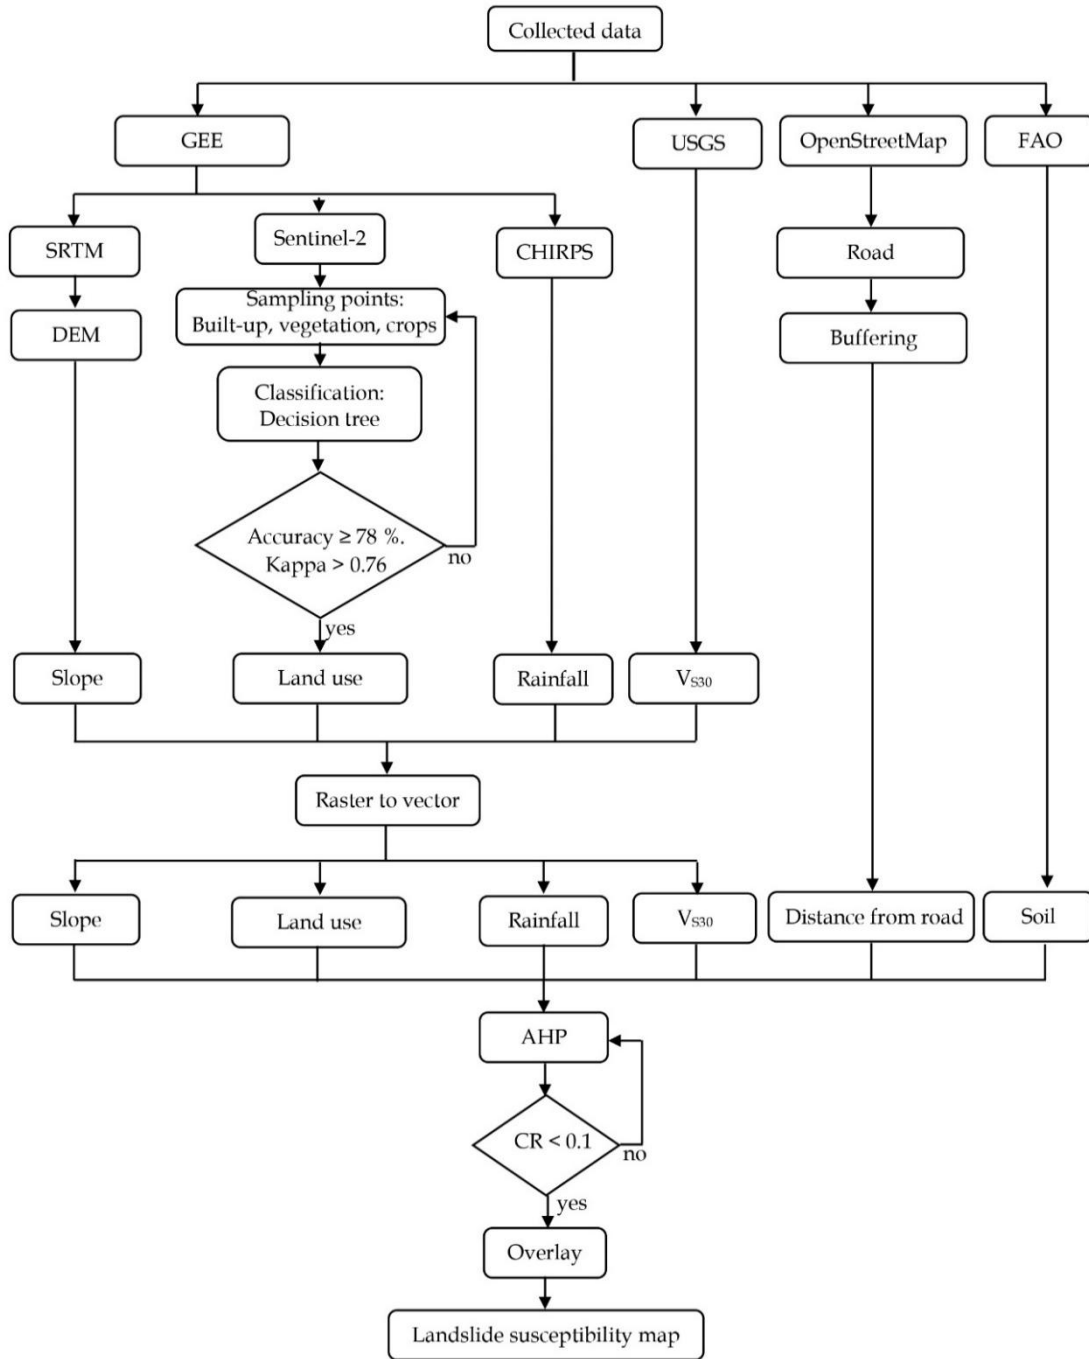 Collected data
GEE
USGS
OpenStreetMap
FAO
SRTM
Sentinel-2
CHIRPS
Road
DEM
Sampling points:
Built-up, vegetation, crops
Buffering
Classification:
Decision tree
Accuracy ≥ 78 %.
Kappa > 0.76
no
yes
Slope
Land use
Rainfall
VS30
Raster to vector
Slope
Land use
Rainfall
VS30
Distance from road
Soil
AHP
CR < 0.1
no
yes
Overlay
Landslide susceptibility map